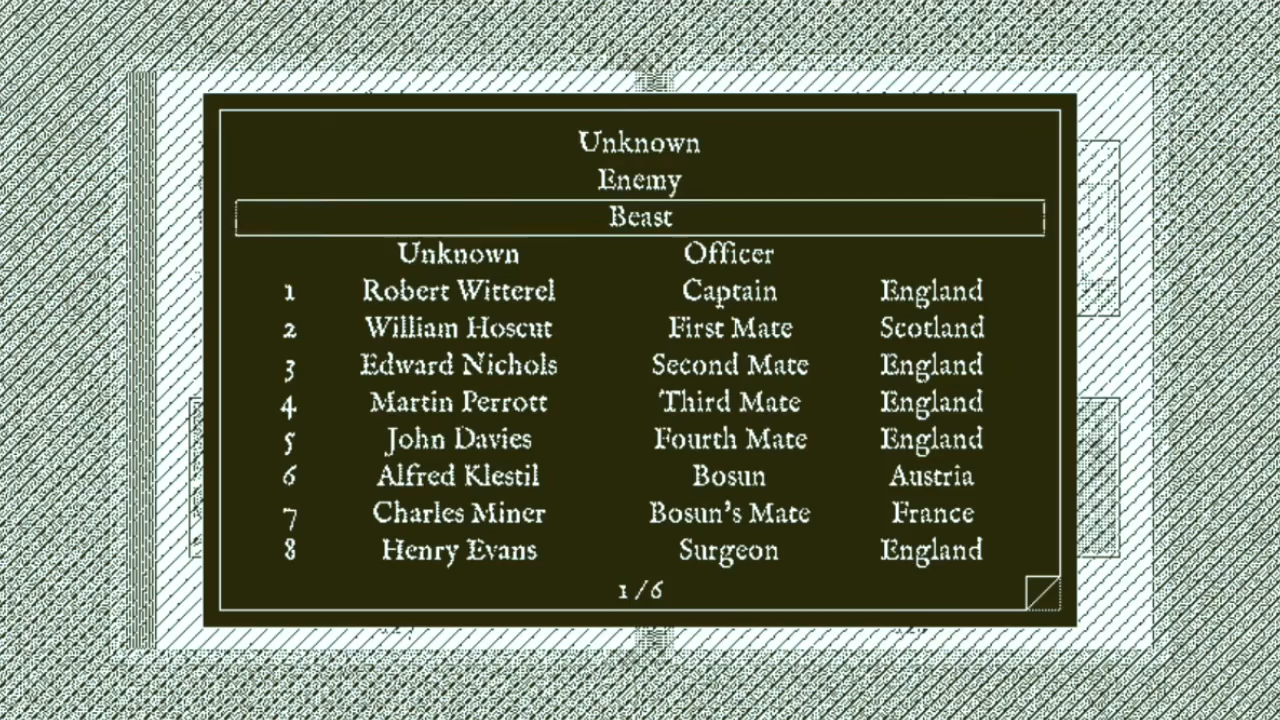 Unknown
Enemy
Beast
Unknown Officer
1 Robert Witterel Captain England
2 William Hoscut First Mate Scotland
3 Edward Nichols Second Mate England
4 Martin Perrott Third Mate England
5 John Davies Fourth Mate England
6 Alfred Klestil Bosun Austria
7 Charles Miner Bosun's Mate France
8 Henry Evans Surgeon England
1/6